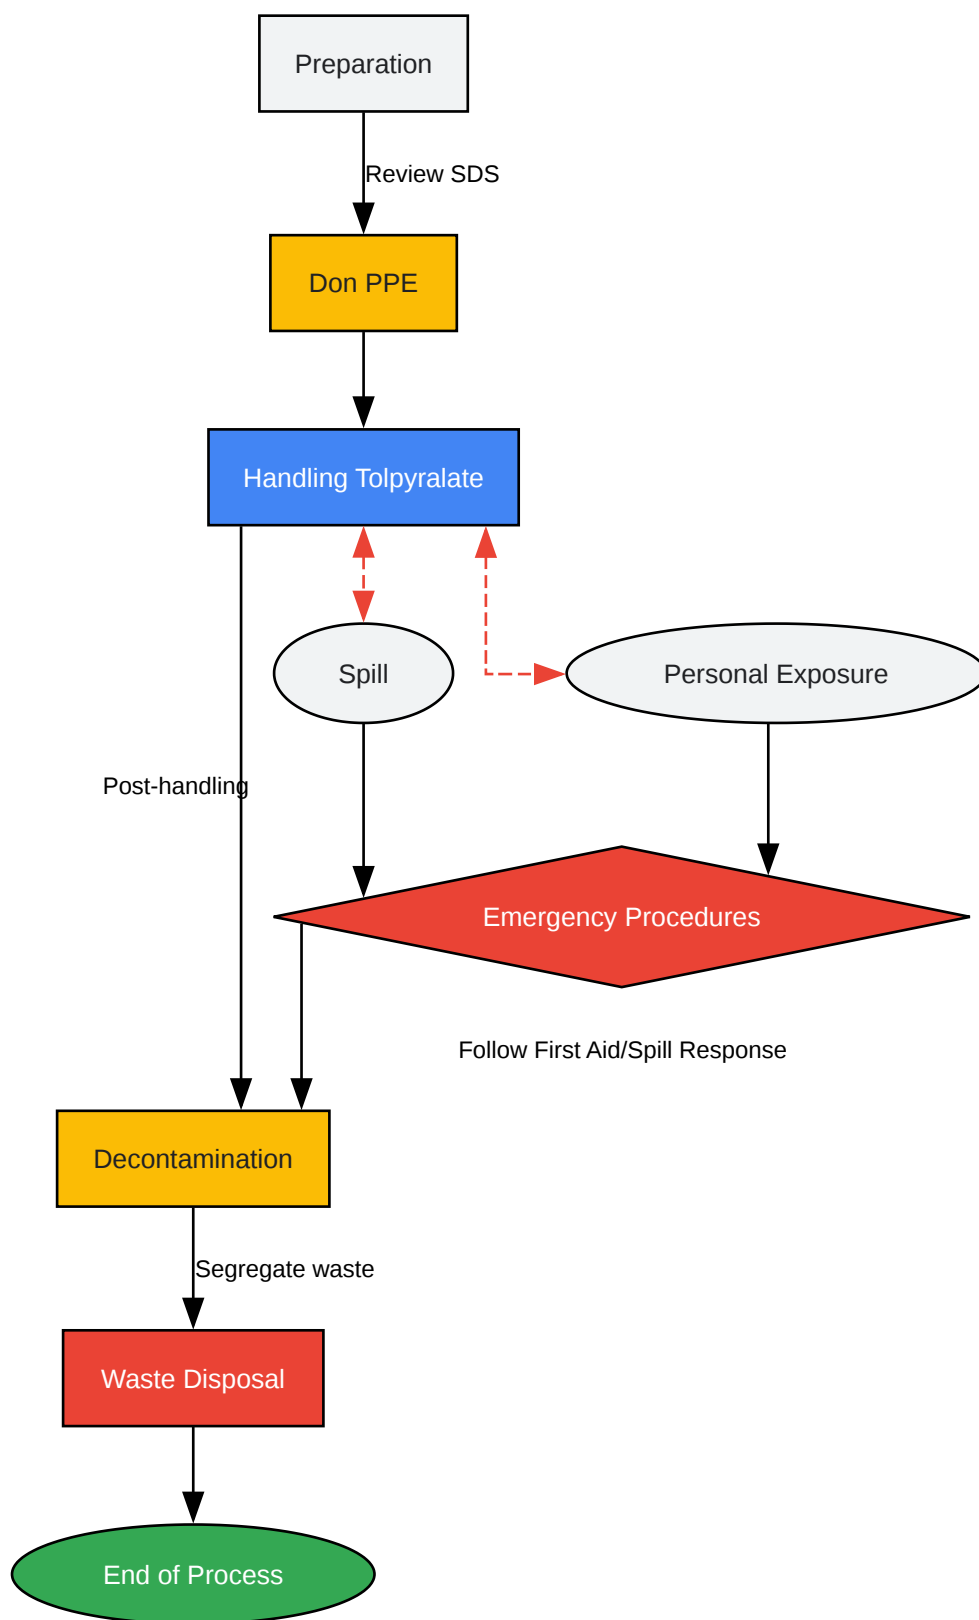 Preparation
Review SDS
Don PPE
Handling Tolpyralate
Spill
Personal Exposure
Post-handling
Emergency Procedures
Follow First Aid/Spill Response
Decontamination
Segregate waste
Waste Disposal
End of Process